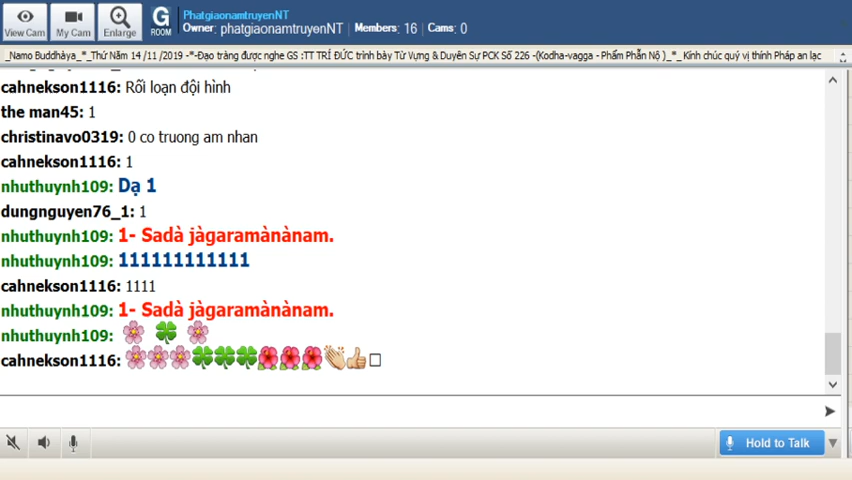 View Cam
My Cam
Enlarge
G
ROOM
PhatgiaonamtruyenNT
Owner: phatgiaonamtruyenNT | Members: 16 | Cams: 0
_Namo Buddhàya_*_Thứ Năm 14 /11 /2019 -*-Đạo tràng được nghe GS :TT TRÍ ĐỨC trình bày Từ Vựng & Duyên Sự PCK Số 226 -(Kodha-vagga - Phẩm Phẫn Nộ )_*_ Kính chúc quý vị thính Pháp an lạc
cahnekson1116: Rối loạn đội hình
the man45: 1
christinavo0319: 0 co truong am nhan
cahnekson1116: 1
nhuthuynh109: Dạ 1
dungnguyen76_1: 1
nhuthuynh109: 1- Sadà jàgaramànànam.
nhuthuynh109: 111111111111
cahnekson1116: 1111
nhuthuynh109: 1- Sadà jàgaramànànam.
nhuthuynh109: 🌸 🍀 🌸
cahnekson1116: 🌸🌸🌸🍀🍀🍀🌺🌺🌺👏👍□
Hold to Talk